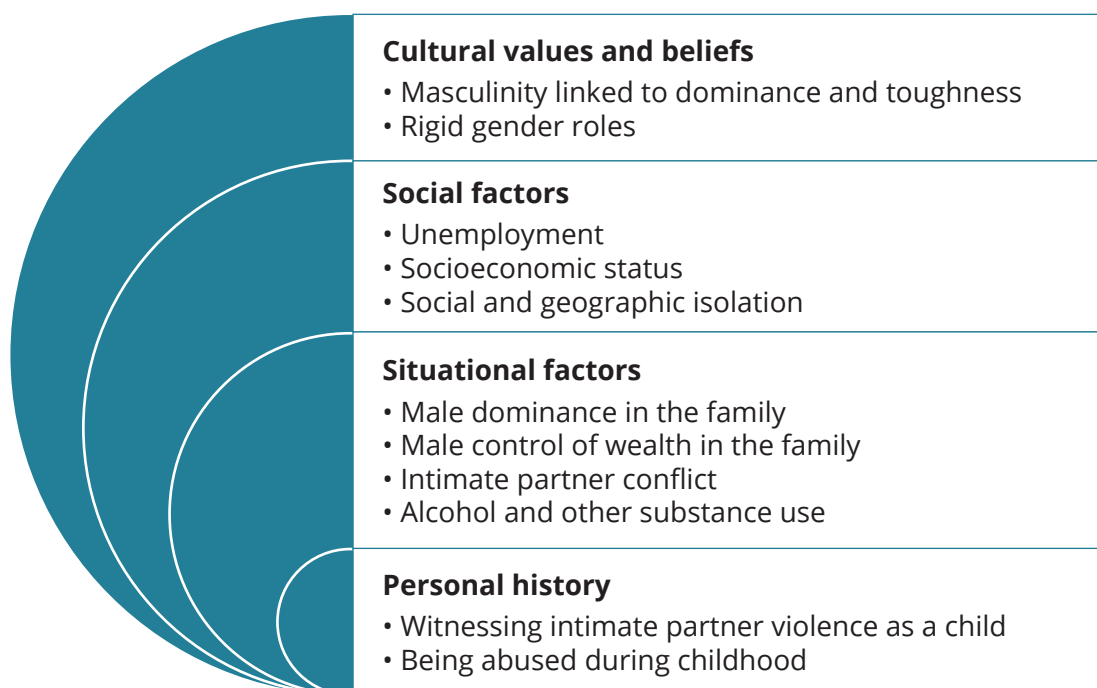 Cultural values and beliefs
• Masculinity linked to dominance and toughness
• Rigid gender roles
Social factors
• Unemployment
• Socioeconomic status
• Social and geographic isolation
Situational factors
• Male dominance in the family
• Male control of wealth in the family
• Intimate partner conflict
• Alcohol and other substance use
Personal history
• Witnessing intimate partner violence as a child
• Being abused during childhood